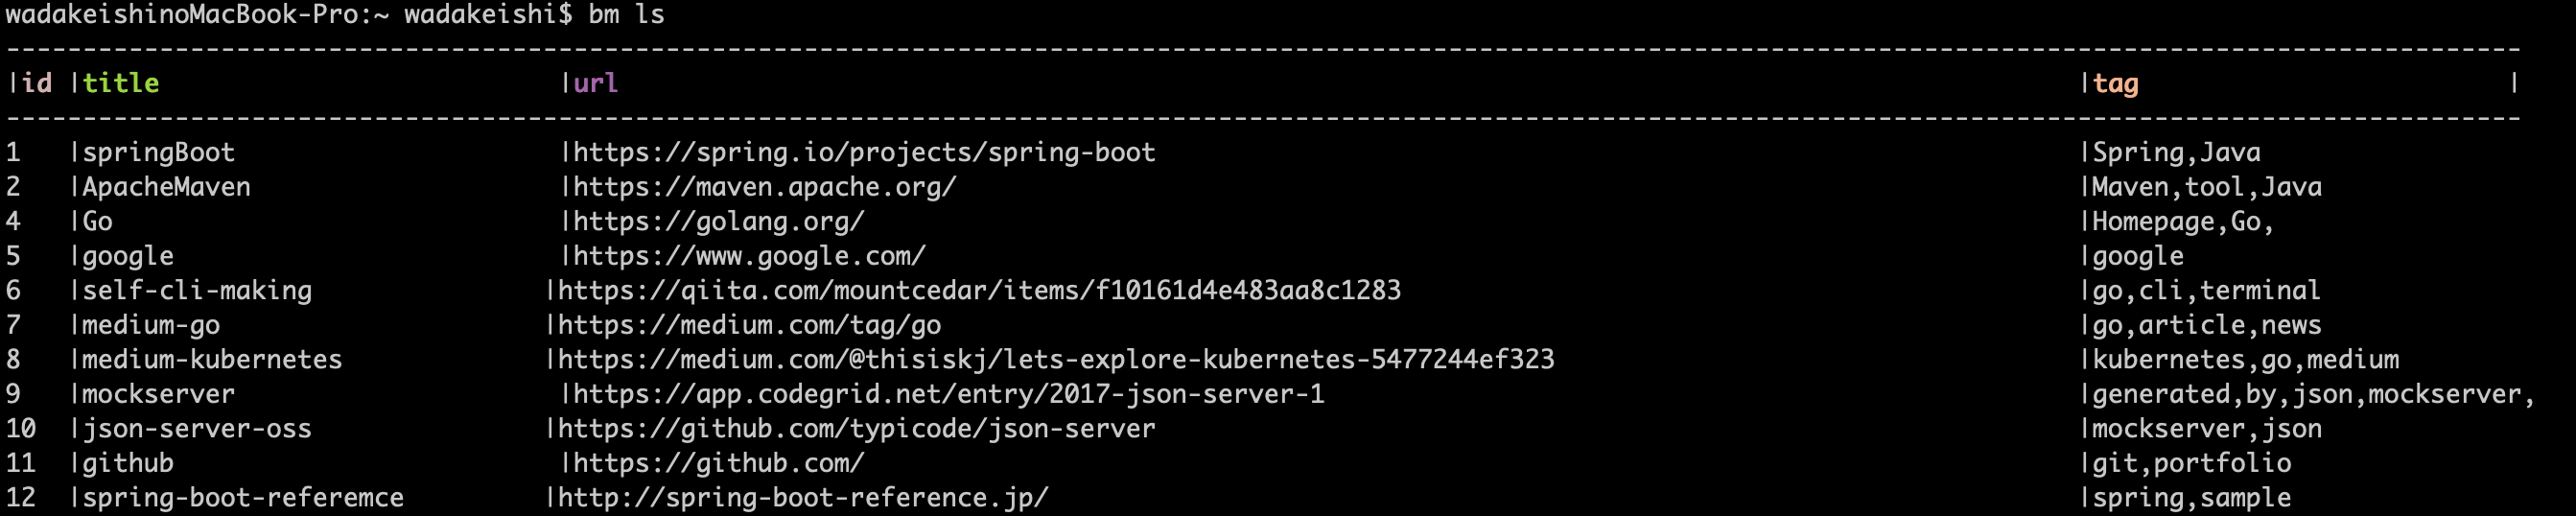 wadakeishinoMacBook-Pro:~ wadakeishi$ bm ls
--------------------------------------------------------------------------------------------------------------------------------------------------------------------
|id |title                          |url                                                                                                |tag                        |
--------------------------------------------------------------------------------------------------------------------------------------------------------------------
1   |springBoot                     |https://spring.io/projects/spring-boot                                                             |Spring,Java
2   |ApacheMaven                    |https://maven.apache.org/                                                                          |Maven,tool,Java
4   |Go                             |https://golang.org/                                                                                |Homepage,Go,
5   |google                         |https://www.google.com/                                                                            |google
6   |self-cli-making               |https://qiita.com/mountcedar/items/f10161d4e483aa8c1283                                             |go,cli,terminal
7   |medium-go                     |https://medium.com/tag/go                                                                           |go,article,news
8   |medium-kubernetes             |https://medium.com/@thisiskj/lets-explore-kubernetes-5477244ef323                                   |kubernetes,go,medium
9   |mockserver                     |https://app.codegrid.net/entry/2017-json-server-1                                                  |generated,by,json,mockserver,
10  |json-server-oss               |https://github.com/typicode/json-server                                                             |mockserver,json
11  |github                         |https://github.com/                                                                                |git,portfolio
12  |spring-boot-referemce         |http://spring-boot-reference.jp/                                                                    |spring,sample